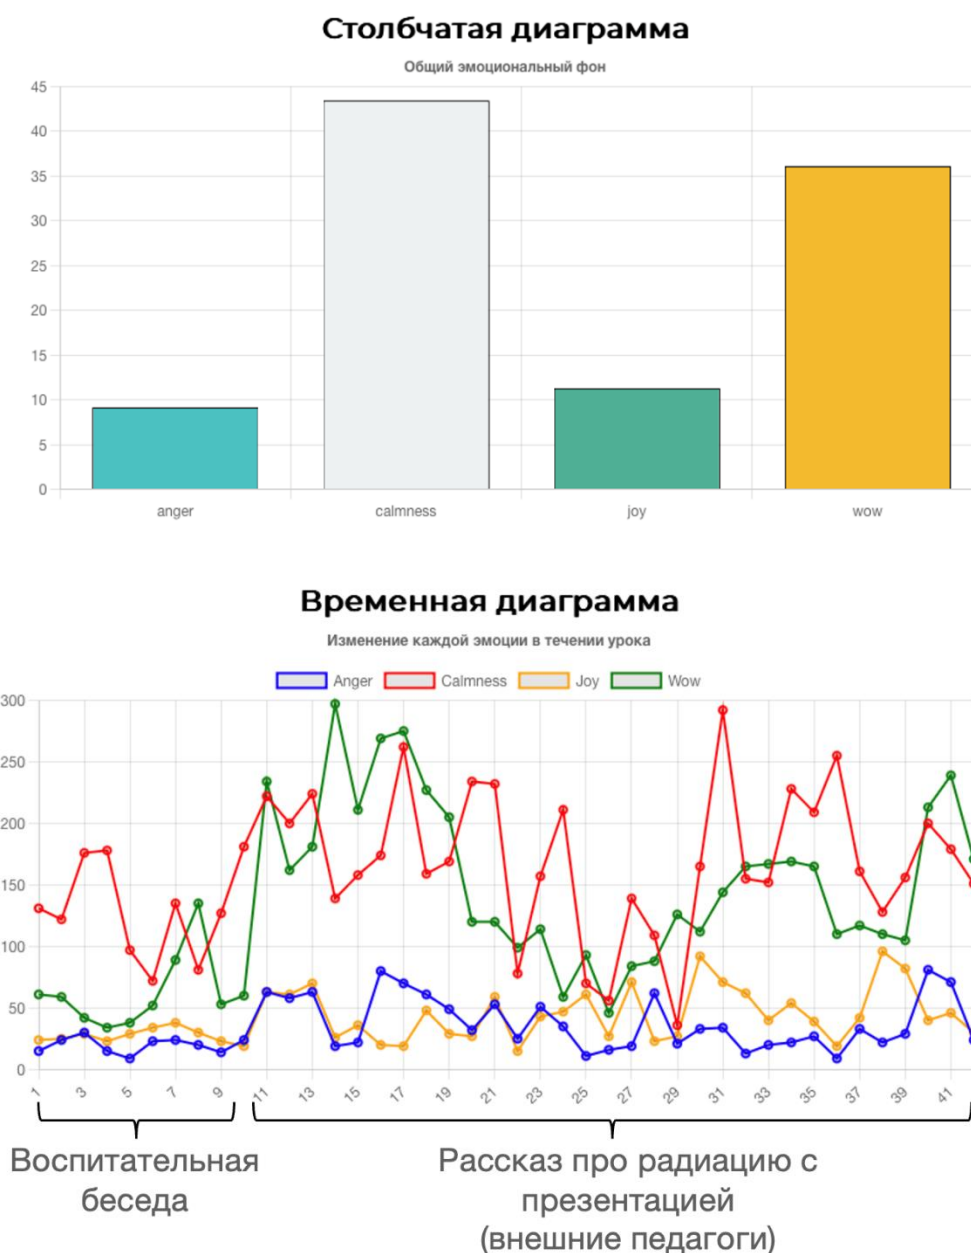 Столбчатая диаграмма
Общий эмоциональный фон
45
40
35
30
25
20
15
10
5
0
anger calmness joy wow
Временная диаграмма
Изменение каждой эмоции в течении урока
Anger Calmness Joy Wow
300
250
200
150
100
50
0
1 3 5 7 9 11 13 15 17 19 21 23 25 27 29 31 33 35 37 39 41
Воспитательная
беседа
Рассказ про радиацию с
презентацией
(внешние педагоги)